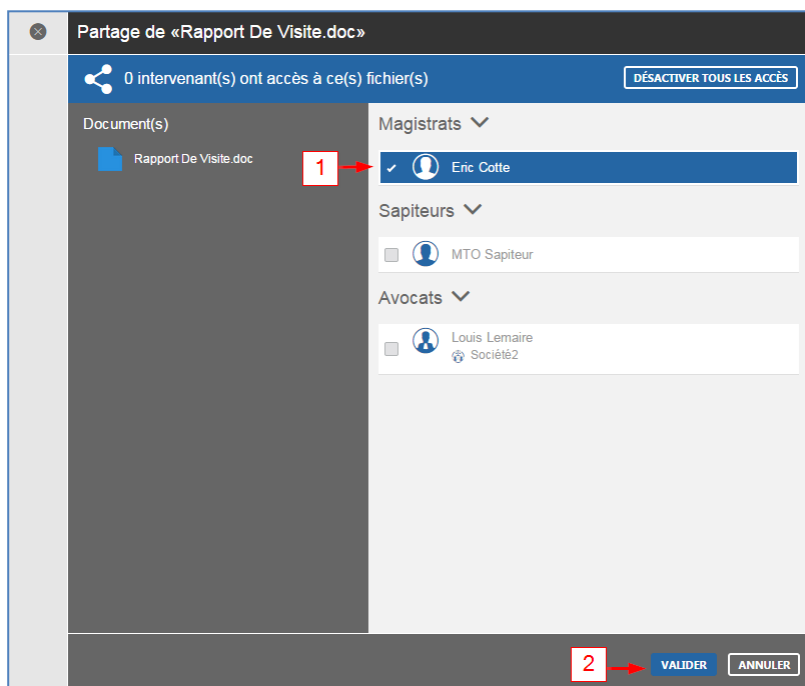 Partage de «Rapport De Visite.doc»
0 intervenant(s) ont accès à ce(s) fichier(s)
DÉSACTIVER TOUS LES ACCÈS
Document(s)
Rapport De Visite.doc
Magistrats
1
Eric Cotte
Sapiteurs
MTO Sapiteur
Avocats
Louis Lemaire
Société2
2
VALIDER
ANNULER